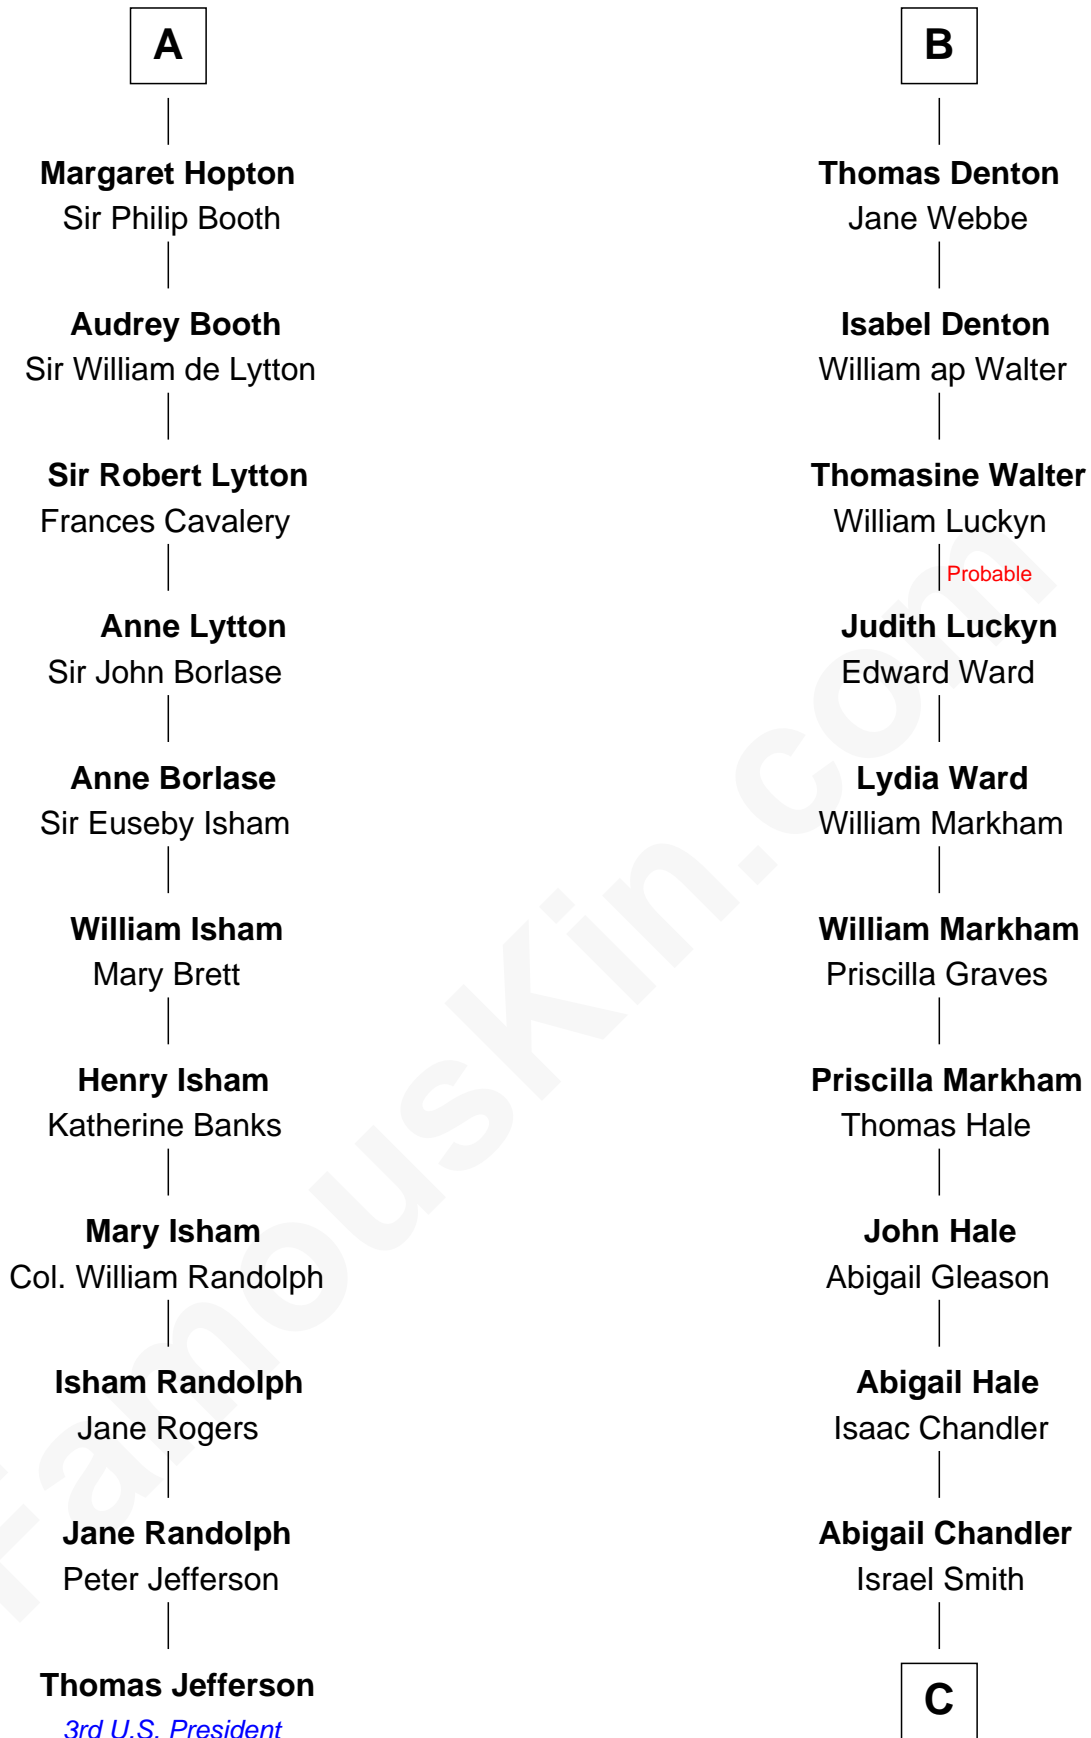 A
Margaret Hopton
Sir Philip Booth
Audrey Booth
Sir William de Lytton
Sir Robert Lytton
Frances Cavalery
Anne Lytton
Sir John Borlase
Anne Borlase
Sir Euseby Isham
William Isham
Mary Brett
Henry Isham
Katherine Banks
Mary Isham
Col. William Randolph
Isham Randolph
Jane Rogers
Jane Randolph
Peter Jefferson
Thomas Jefferson
3rd U.S. President
B
Thomas Denton
Jane Webbe
Isabel Denton
William ap Walter
Thomasine Walter
William Luckyn
Probable
Judith Luckyn
Edward Ward
Lydia Ward
William Markham
William Markham
Priscilla Graves
Priscilla Markham
Thomas Hale
John Hale
Abigail Gleason
Abigail Hale
Isaac Chandler
Abigail Chandler
Israel Smith
C
FamousKin.com